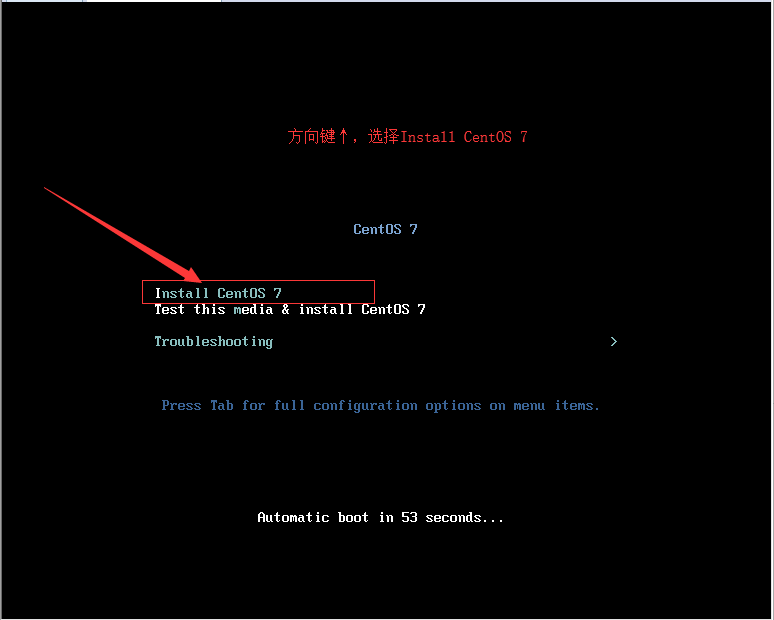 方向键↑，选择Install CentOS 7
CentOS 7
Install CentOS 7
Test this media & install CentOS 7
Troubleshooting >
Press Tab for full configuration options on menu items.
Automatic boot in 53 seconds...